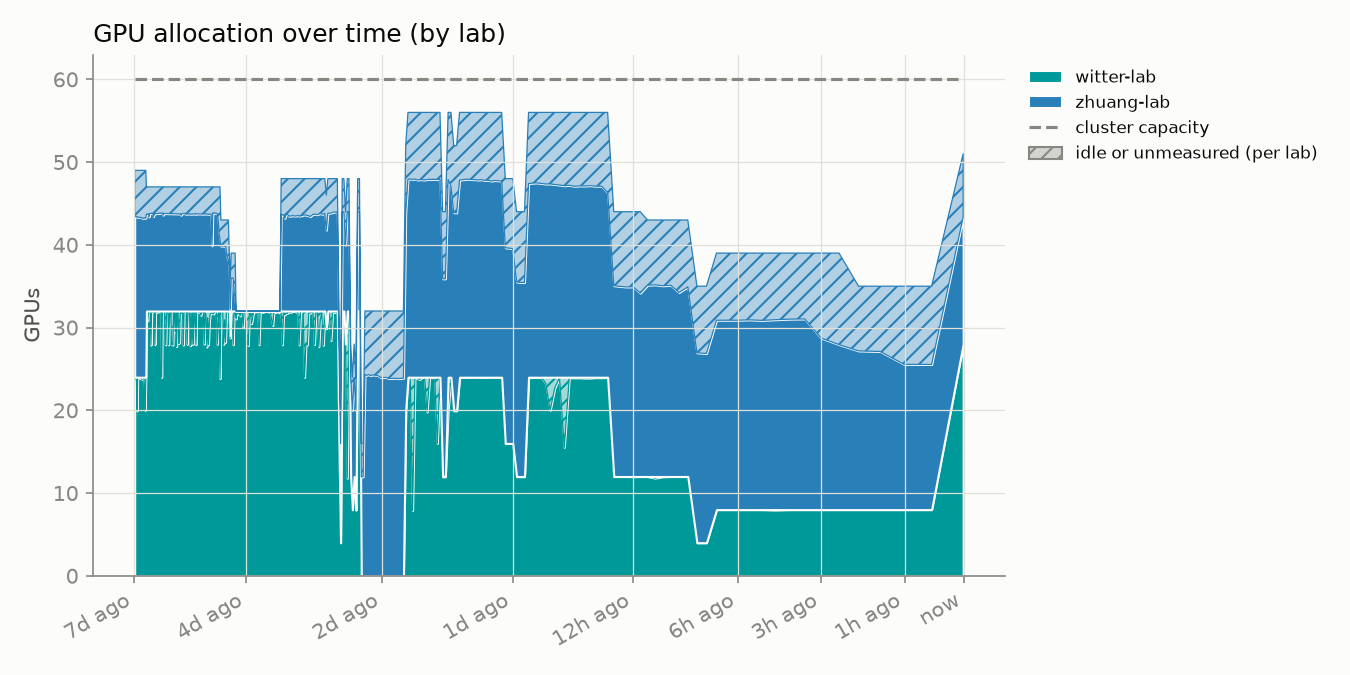 GPU allocation over time (by lab)
witter-lab
zhuang-lab
cluster capacity
idle or unmeasured (per lab)
GPUs
60
50
40
30
20
10
0
7d ago
4d ago
2d ago
1d ago
12h ago
6h ago
3h ago
1h ago
now